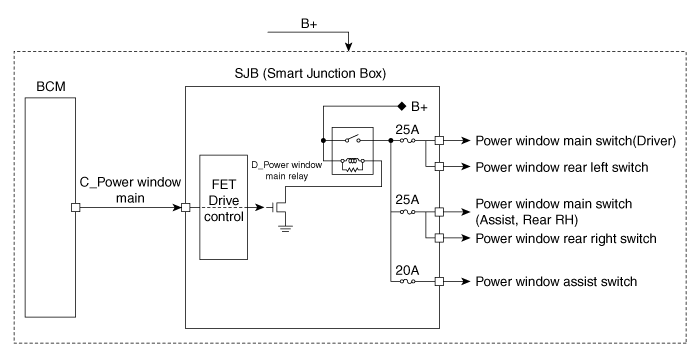 B+
SJB (Smart Junction Box)
BCM
B+
25A
Power window main switch(Driver)
D_Power window
main relay
Power window rear left switch
C_Power window
main
FET
Drive
control
25A
Power window main switch
(Assist, Rear RH)
Power window rear right switch
20A
Power window assist switch